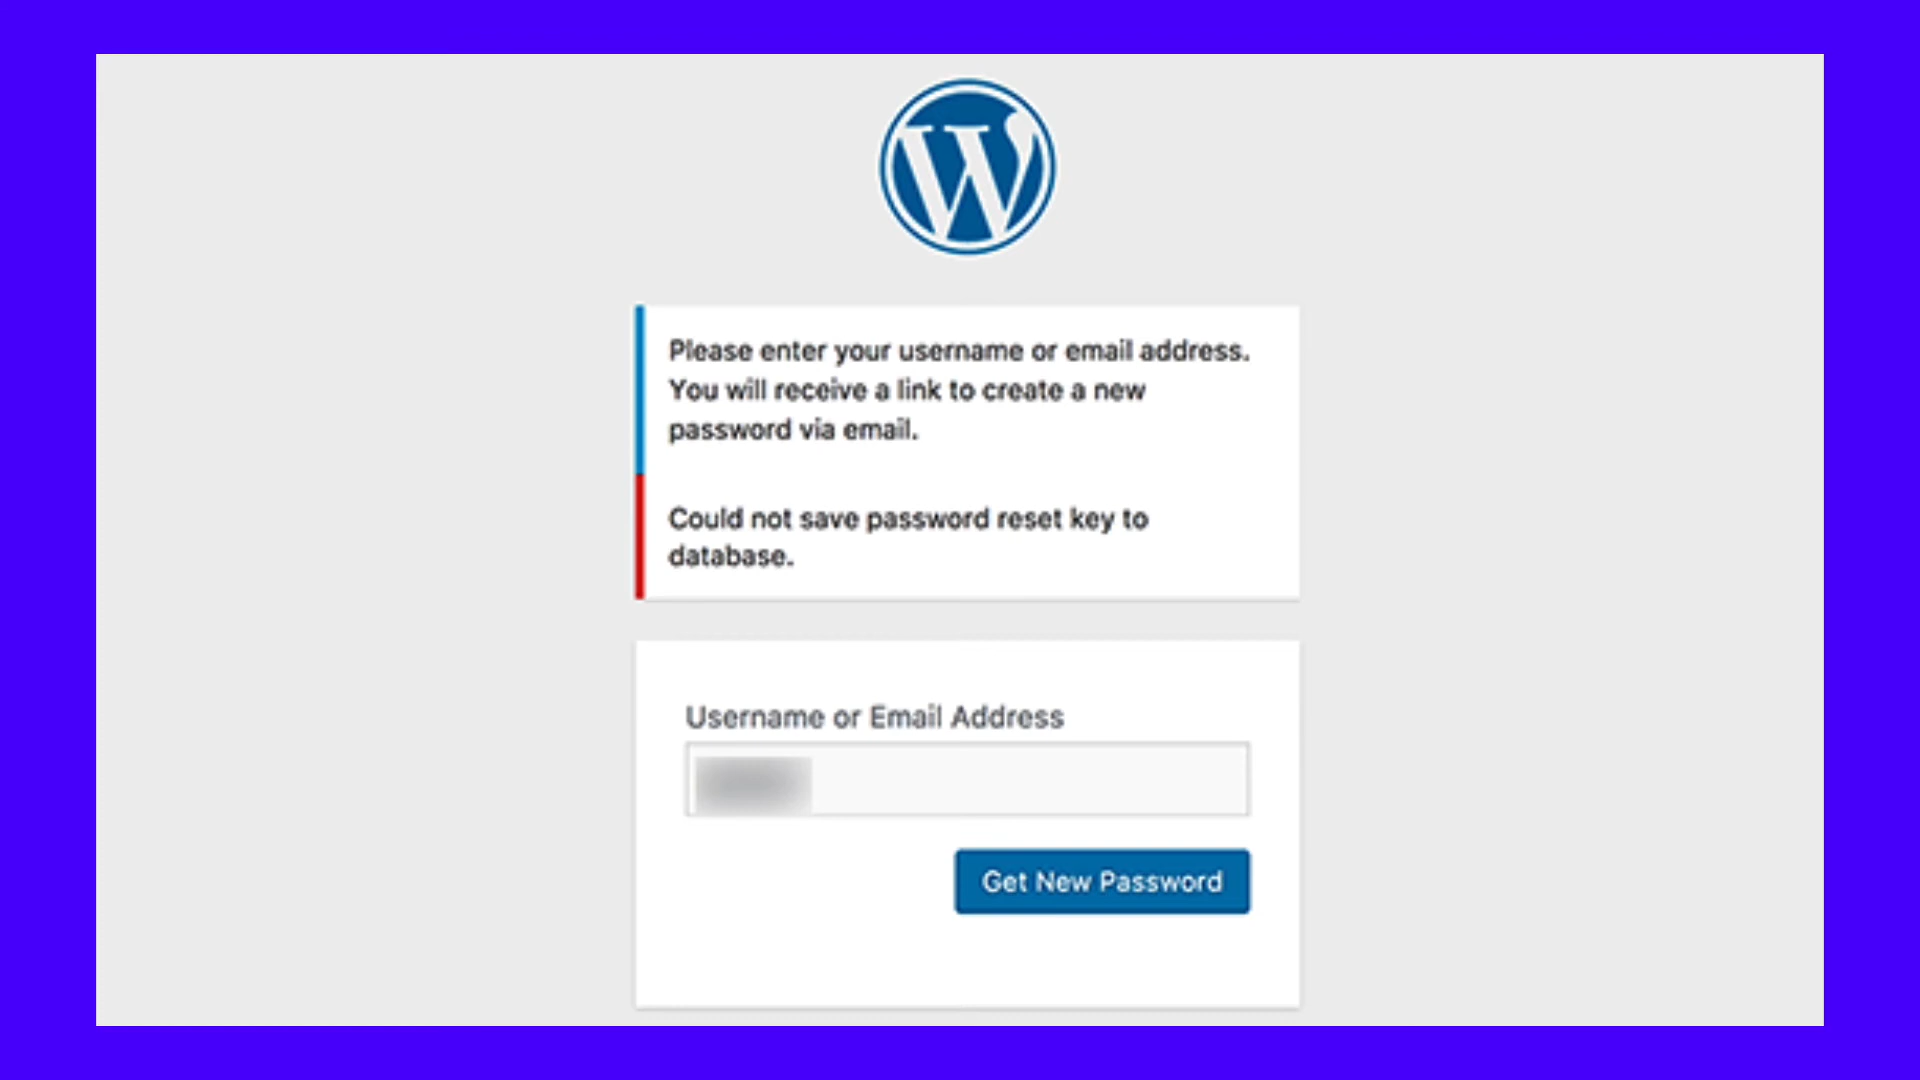 Please enter your username or email address.
You will receive a link to create a new
password via email.
Could not save password reset key to
database.
Username or Email Address
Get New Password